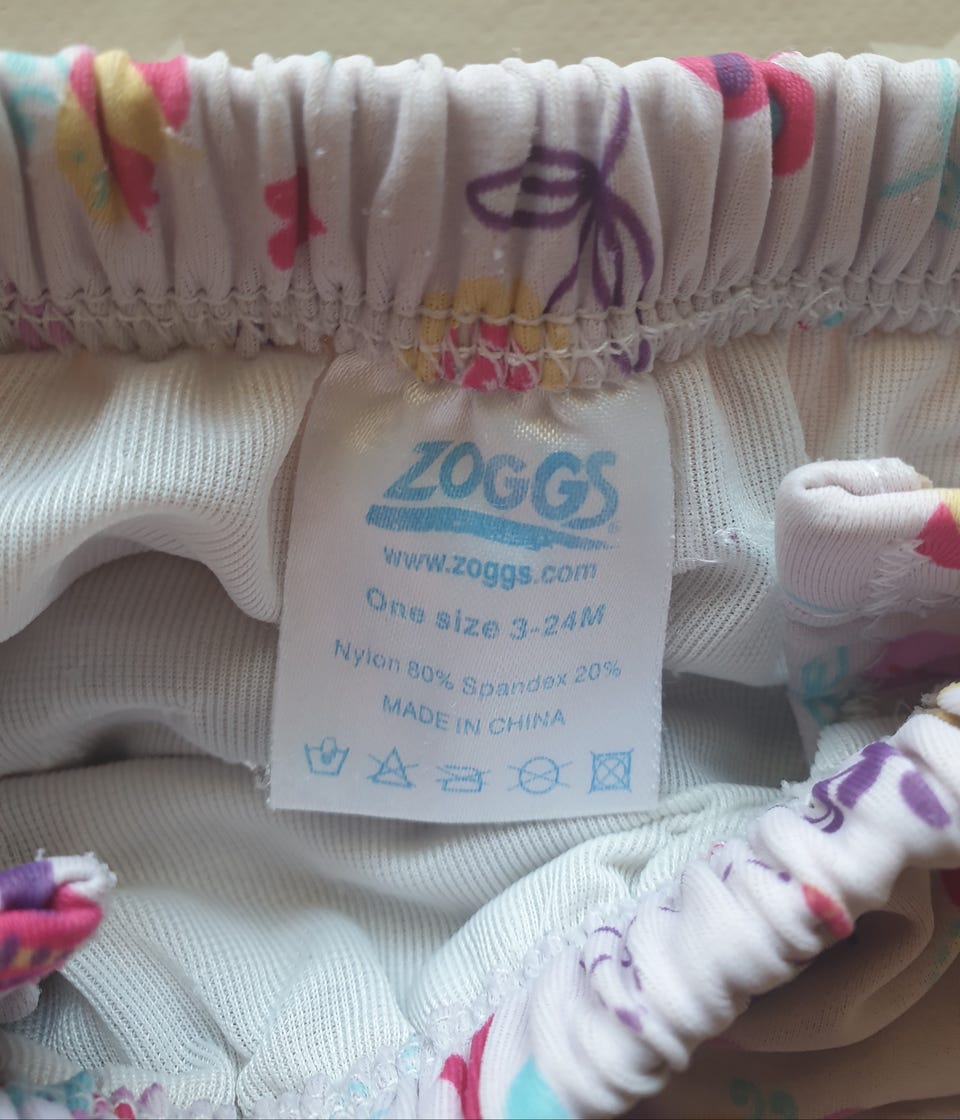 ZOGGS
www.zoggs.com
One size 3-24M
Nylon 80% Spandex 20%
MADE IN CHINA